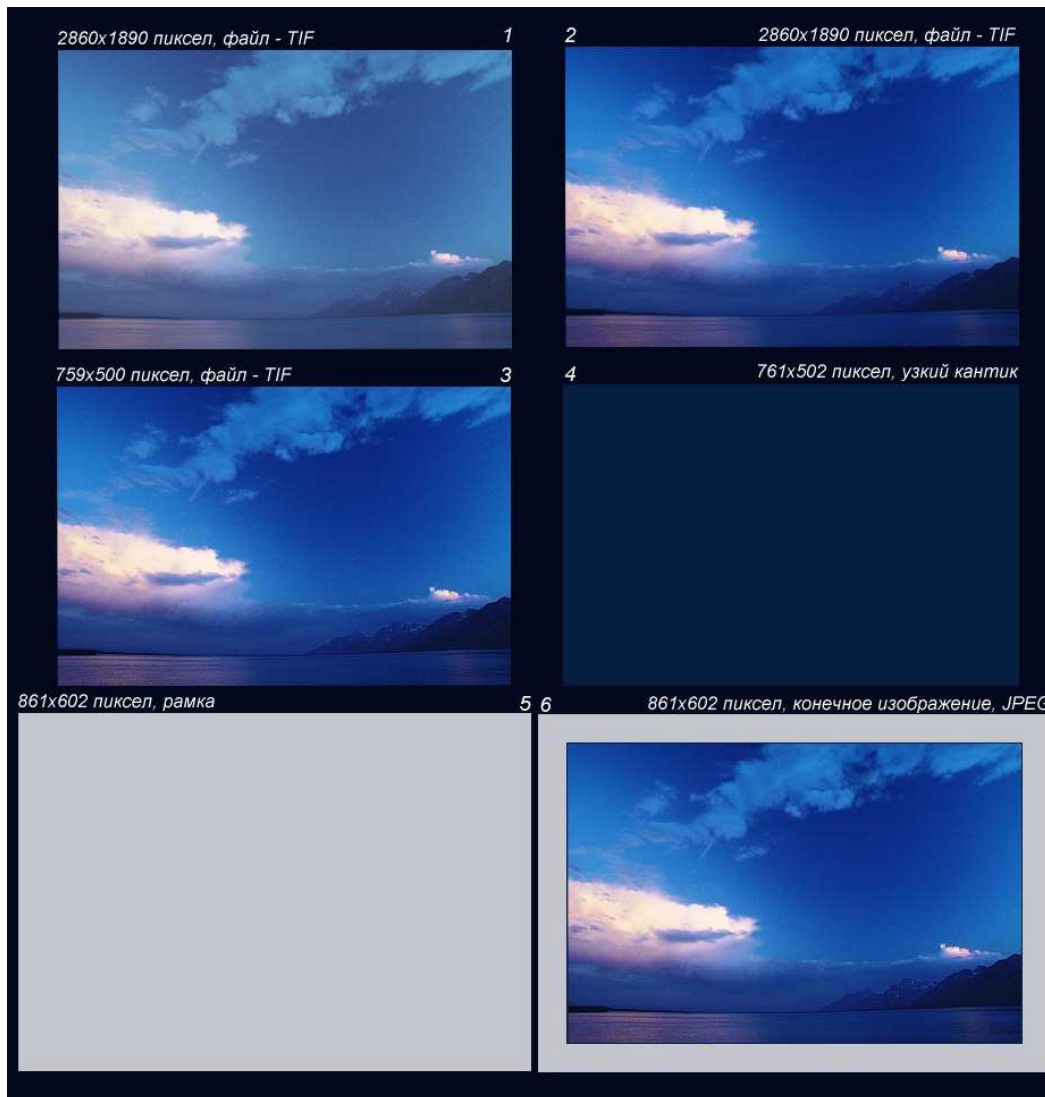 2860x1890 пиксел, файл - TIF 1
2 2860x1890 пиксел, файл - TIF
759x500 пиксел, файл - TIF 3
4 761x502 пиксел, узкий кантик
861x602 пиксел, рамка 5
6 861x602 пиксел, конечное изображение, JPEG